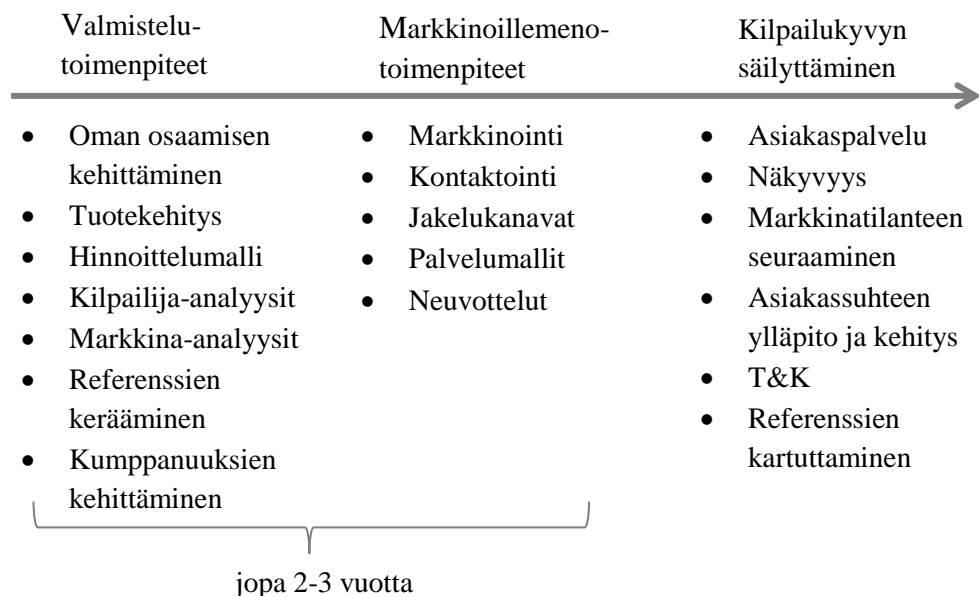 Valmistelu-
toimenpiteet
Markkinoillemeno-
toimenpiteet
Kilpailukyvyn
säilyttäminen
• Oman osaamisen
kehittäminen
• Tuotekehitys
• Hinnoittelumalli
• Kilpailija-analyysit
• Markkina-analyysit
• Referenssien
kerääminen
• Kumppanuuksien
kehittäminen
• Markkinointi
• Kontaktointi
• Jakelukanavat
• Palvelumallit
• Neuvottelut
• Asiakaspalvelu
• Näkyvyys
• Markkinatilanteen
seuraaminen
• Asiakassuhteen
ylläpito ja kehitys
• T&K
• Referenssien
kartuttaminen
jopa 2-3 vuotta